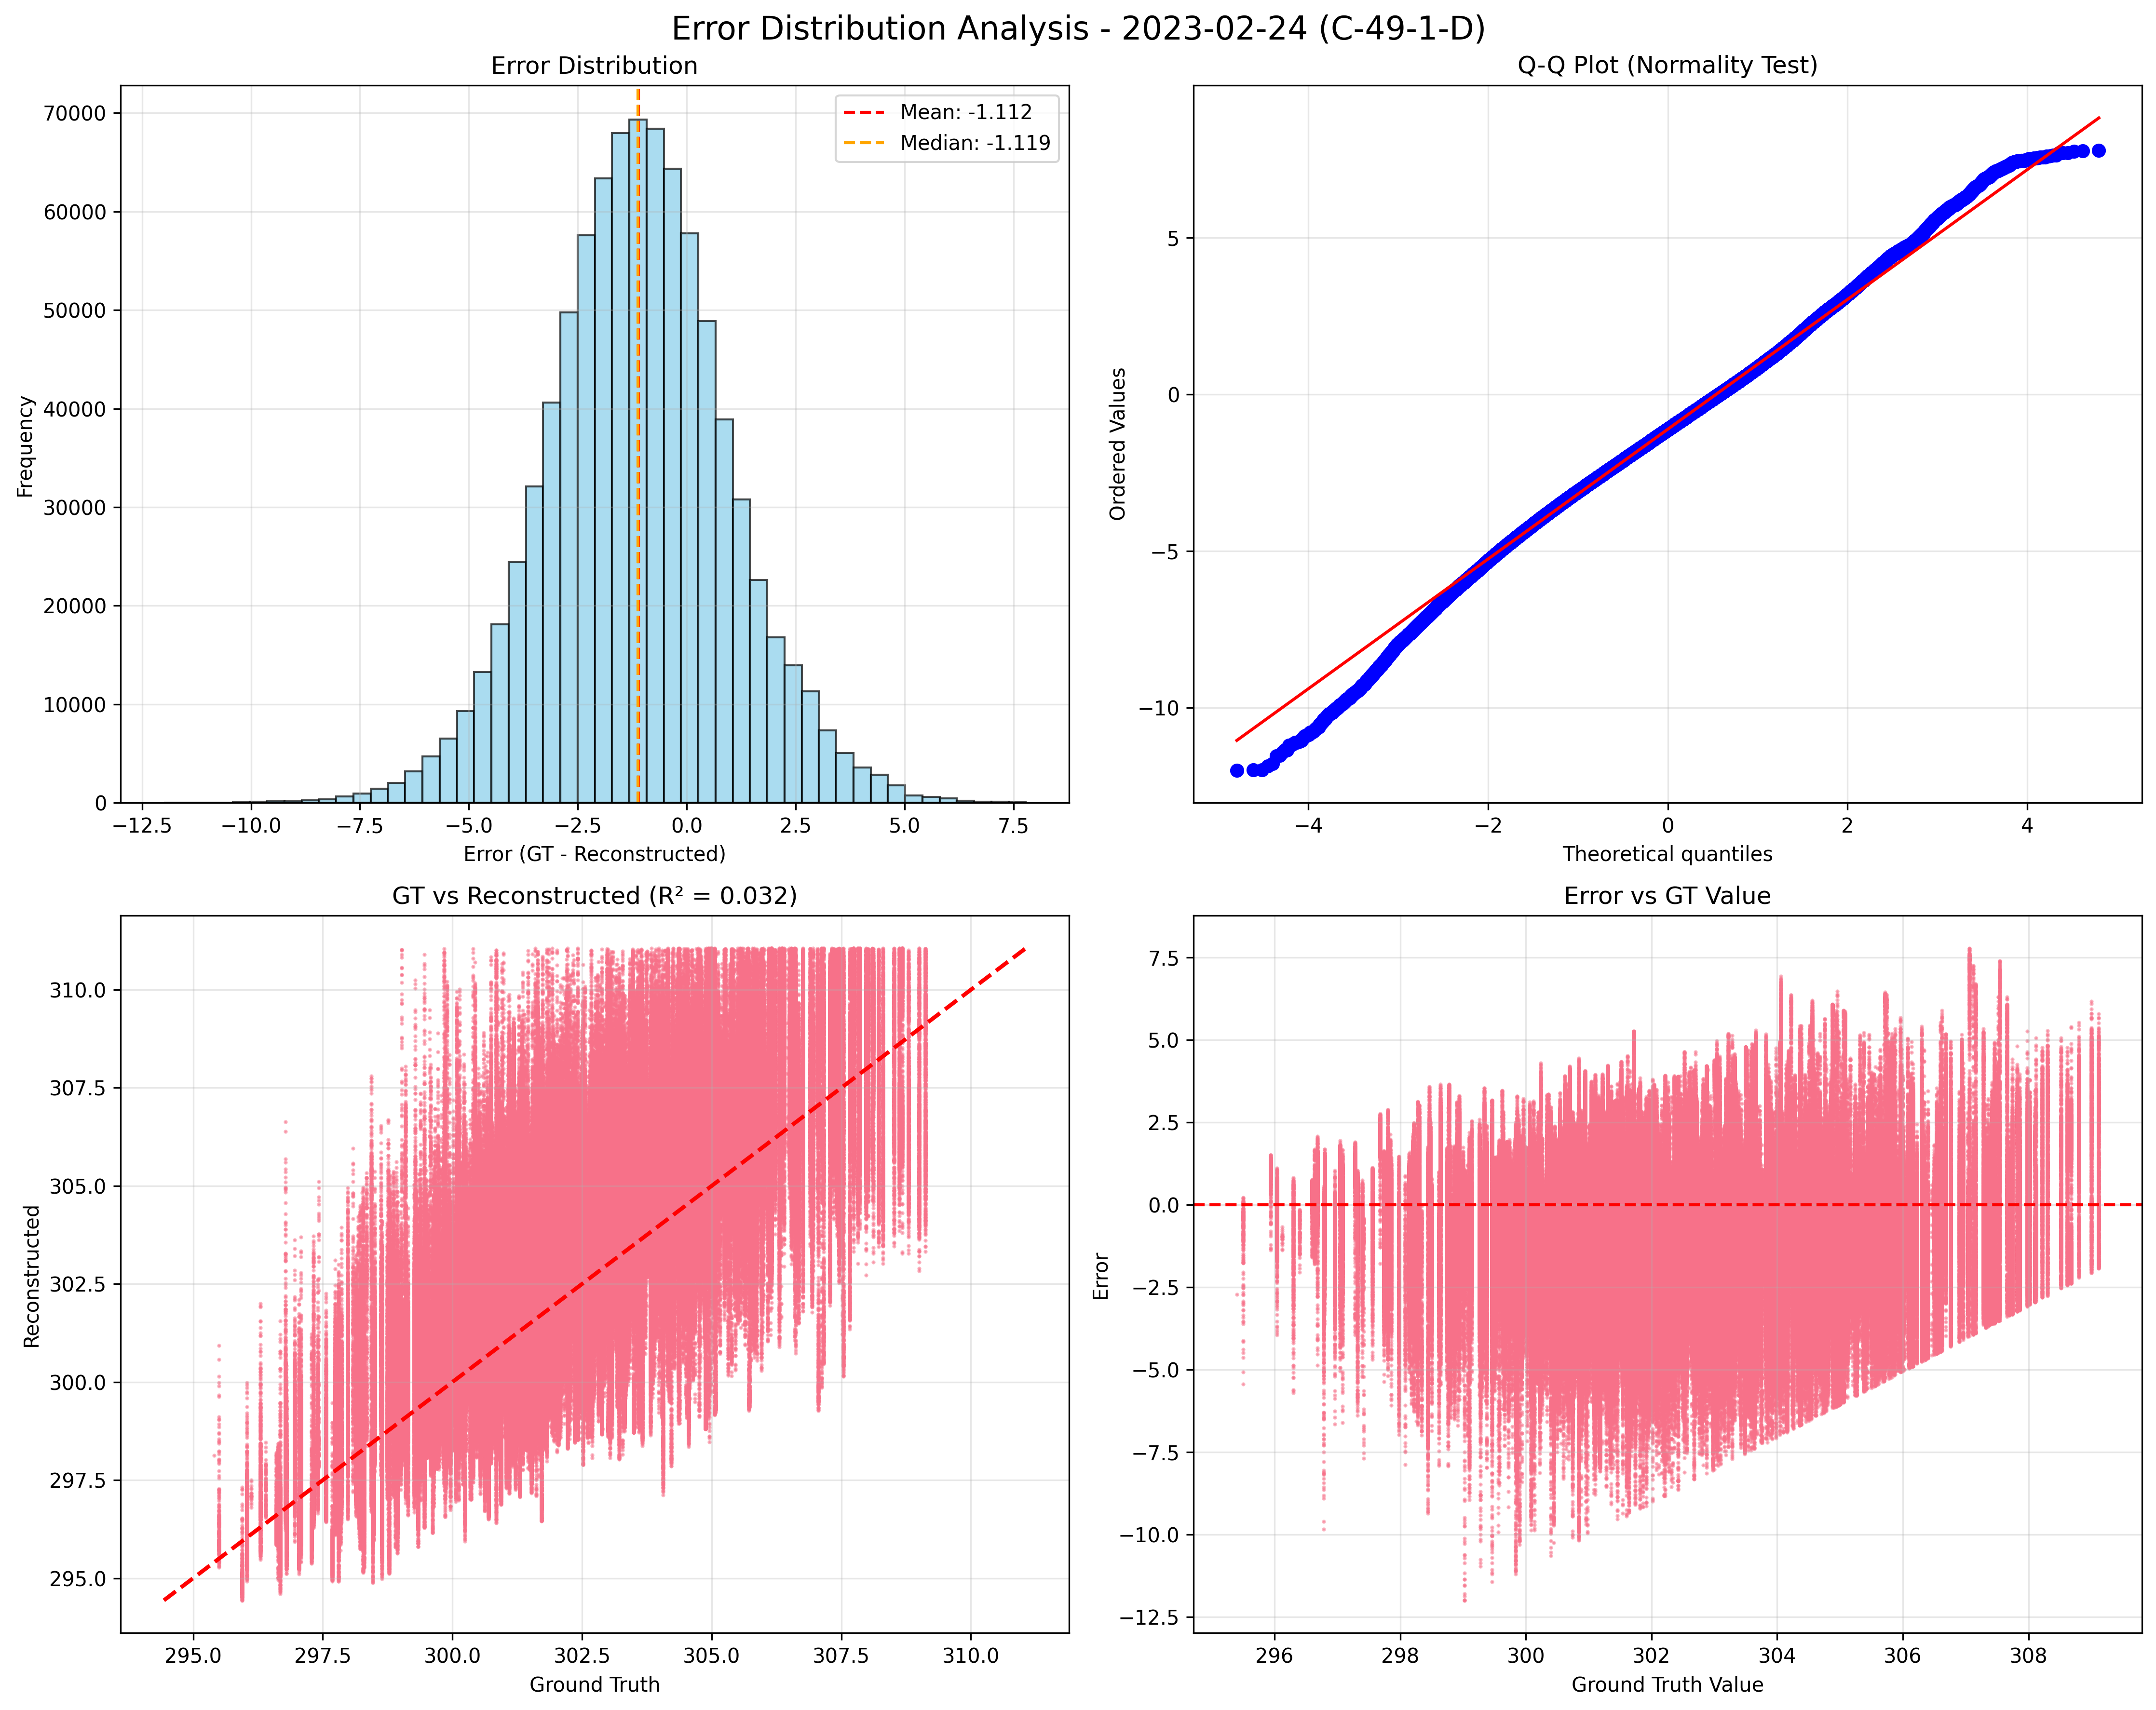 Error Distribution Analysis - 2023-02-24 (C-49-1-D)
Error Distribution
Mean: -1.112
Median: -1.119
Frequency
70000
60000
50000
40000
30000
20000
10000
0
−12.5 −10.0 −7.5 −5.0 −2.5 0.0 2.5 5.0 7.5
Error (GT - Reconstructed)
Q-Q Plot (Normality Test)
Ordered Values
5
0
−5
−10
−4 −2 0 2 4
Theoretical quantiles
GT vs Reconstructed (R² = 0.032)
Reconstructed
310.0
307.5
305.0
302.5
300.0
297.5
295.0
295.0 297.5 300.0 302.5 305.0 307.5 310.0
Ground Truth
Error vs GT Value
Error
7.5
5.0
2.5
0.0
−2.5
−5.0
−7.5
−10.0
−12.5
296 298 300 302 304 306 308
Ground Truth Value